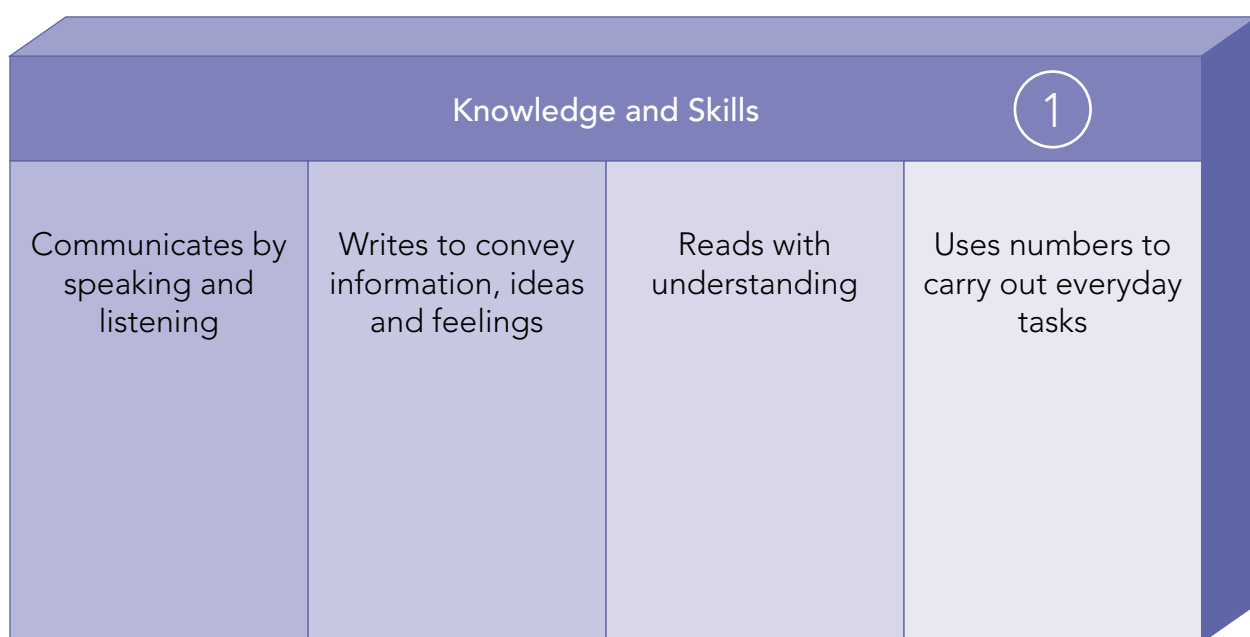 Knowledge and Skills
1
Communicates by
speaking and
listening
Writes to convey
information, ideas
and feelings
Reads with
understanding
Uses numbers to
carry out everyday
tasks